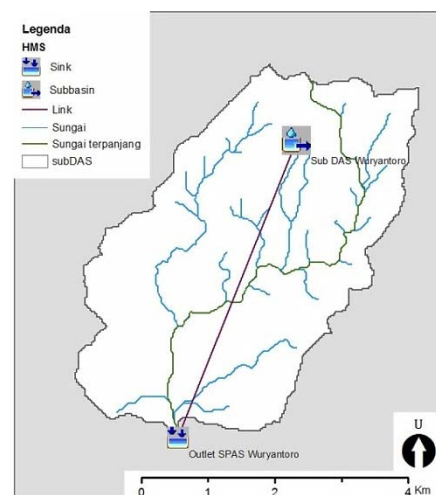 Legenda
HMS
Sink
Subbasin
Link
Sungai
Sungai terpanjang
subDAS
Sub DAS Wuryantoro
Outlet SPAS Wuryantoro
U
0 1 2 4 Km